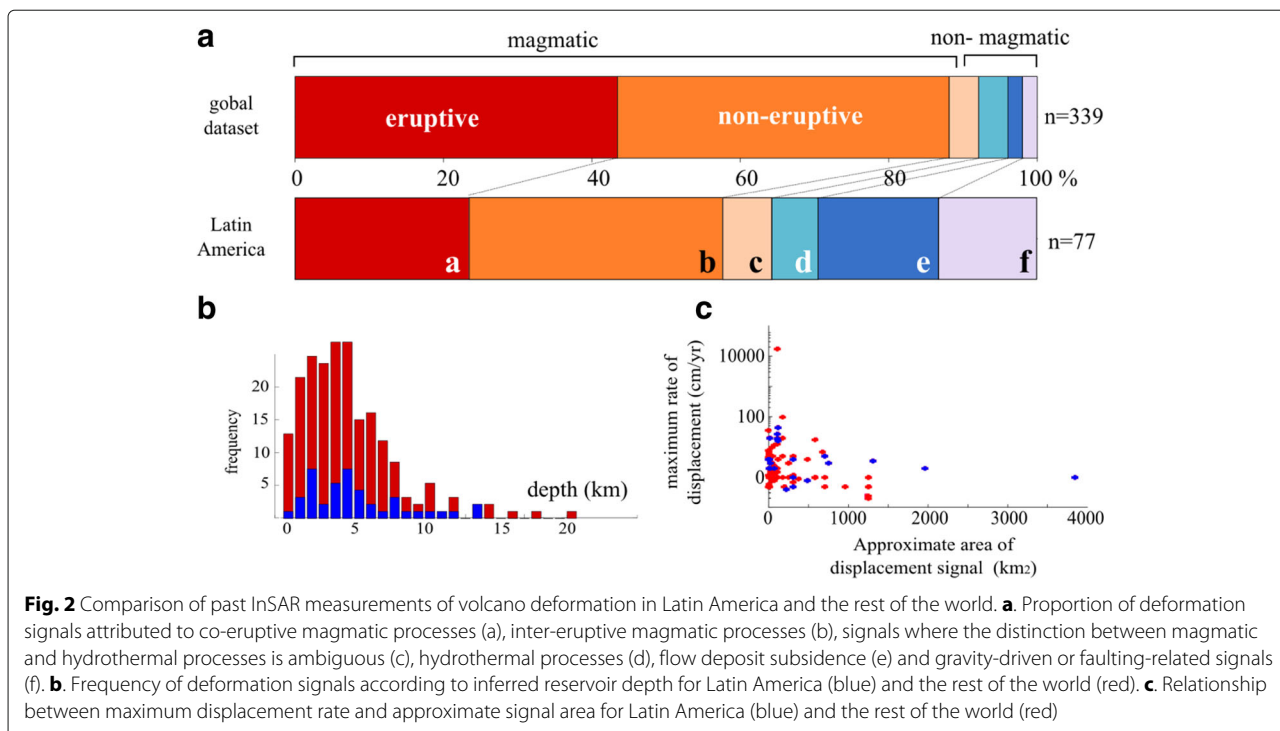 a
magmatic
non- magmatic
gobal
dataset
eruptive
non-eruptive
n=339
0 20 40 60 80 100 %
Latin
America
a b c d e f
n=77
b
frequency
20
15
10
5
depth (km)
0 5 10 15 20
c
maximum rate of
displacement (cm/yr)
10000
100
0
0 1000 2000 3000 4000
Approximate area of
displacement signal (km2)
Fig. 2 Comparison of past InSAR measurements of volcano deformation in Latin America and the rest of the world. a. Proportion of deformation
signals attributed to co-eruptive magmatic processes (a), inter-eruptive magmatic processes (b), signals where the distinction between magmatic
and hydrothermal processes is ambiguous (c), hydrothermal processes (d), flow deposit subsidence (e) and gravity-driven or faulting-related signals
(f). b. Frequency of deformation signals according to inferred reservoir depth for Latin America (blue) and the rest of the world (red). c. Relationship
between maximum displacement rate and approximate signal area for Latin America (blue) and the rest of the world (red)